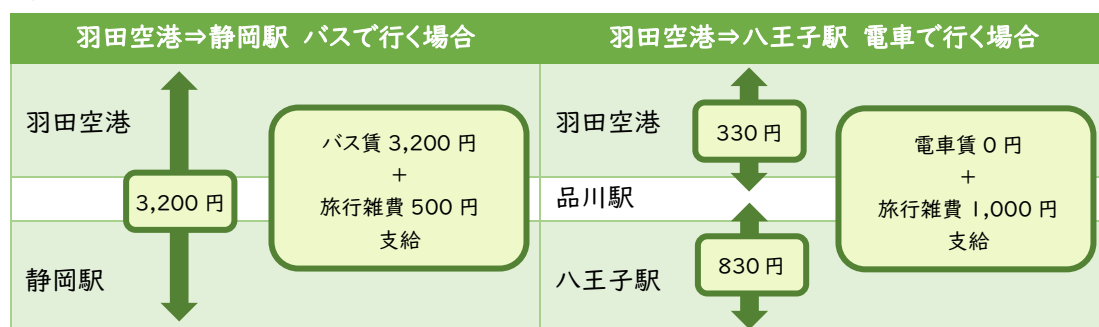 羽田空港⇒静岡駅 バスで行く場合
羽田空港
3,200 円
静岡駅
バス賃 3,200 円
+
旅行雑費 500 円
支給
羽田空港⇒八王子駅 電車で行く場合
羽田空港
330 円
品川駅
830 円
八王子駅
電車賃 0 円
+
旅行雑費 1,000 円
支給